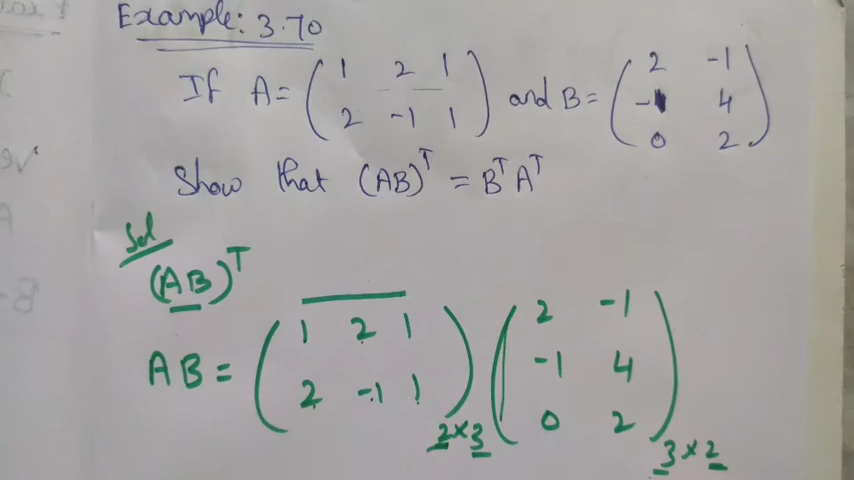 Example: 3.70
If A = ( 1 2 1 ; 2 -1 1 ) and B = ( 2 -1 ; -1 4 ; 0 2 )
Show that (AB)ᵀ = Bᵀ Aᵀ
Sol
(AB)ᵀ
AB = ( 1 2 1 ; 2 -1 1 ) 2×3 ( 2 -1 ; -1 4 ; 0 2 ) 3×2